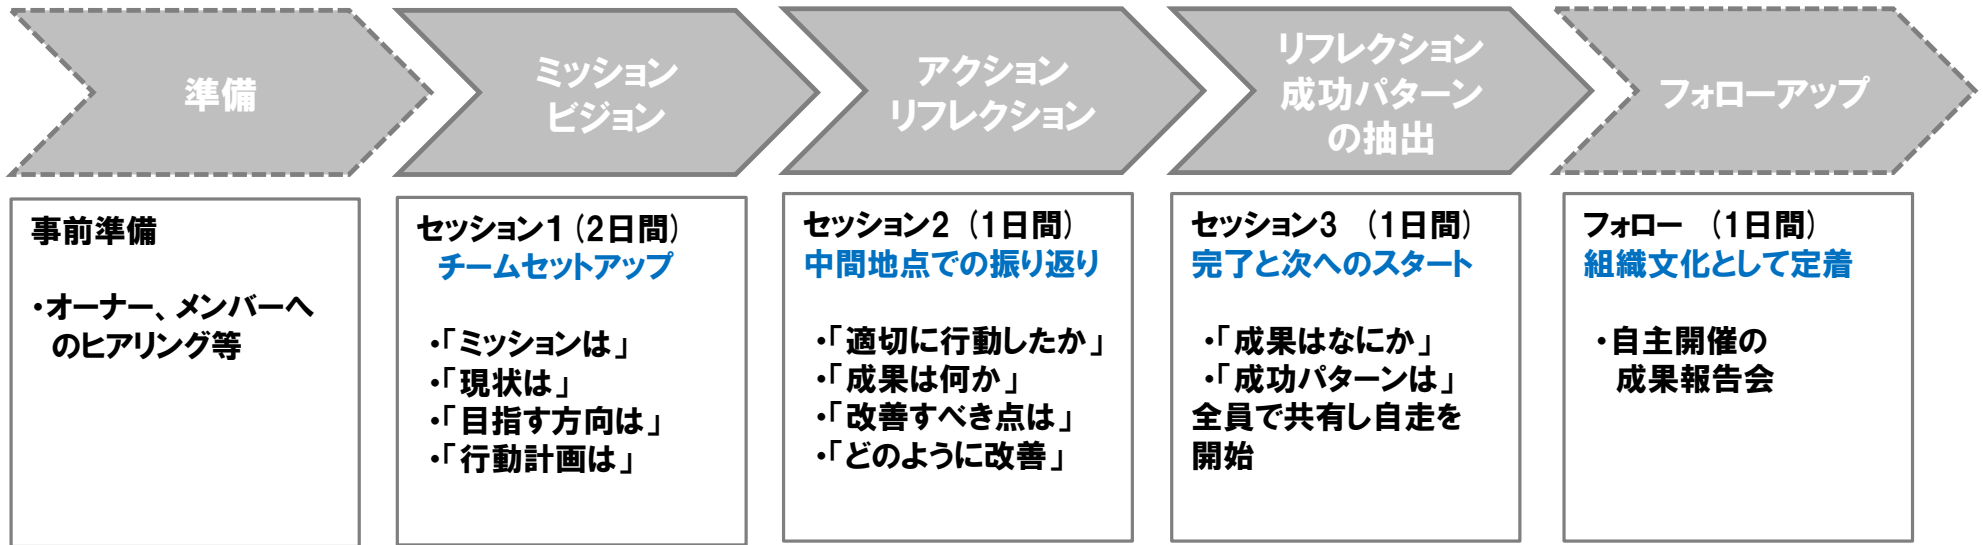 準備
ミッション
ビジョン
アクション
リフレクション
リフレクション
成功パターン
の抽出
フォローアップ
事前準備
・オーナー、メンバーへ
のヒアリング等
セッション1（2日間）
チームセットアップ
・「ミッションは」
・「現状は」
・「目指す方向は」
・「行動計画は」
セッション2（1日間）
中間地点での振り返り
・「適切に行動したか」
・「成果は何か」
・「改善すべき点は」
・「どのように改善」
セッション3　（1日間）
完了と次へのスタート
・「成果はなにか」
・「成功パターンは」
全員で共有し自走を
開始
フォロー　（1日間）
組織文化として定着
・自主開催の
成果報告会